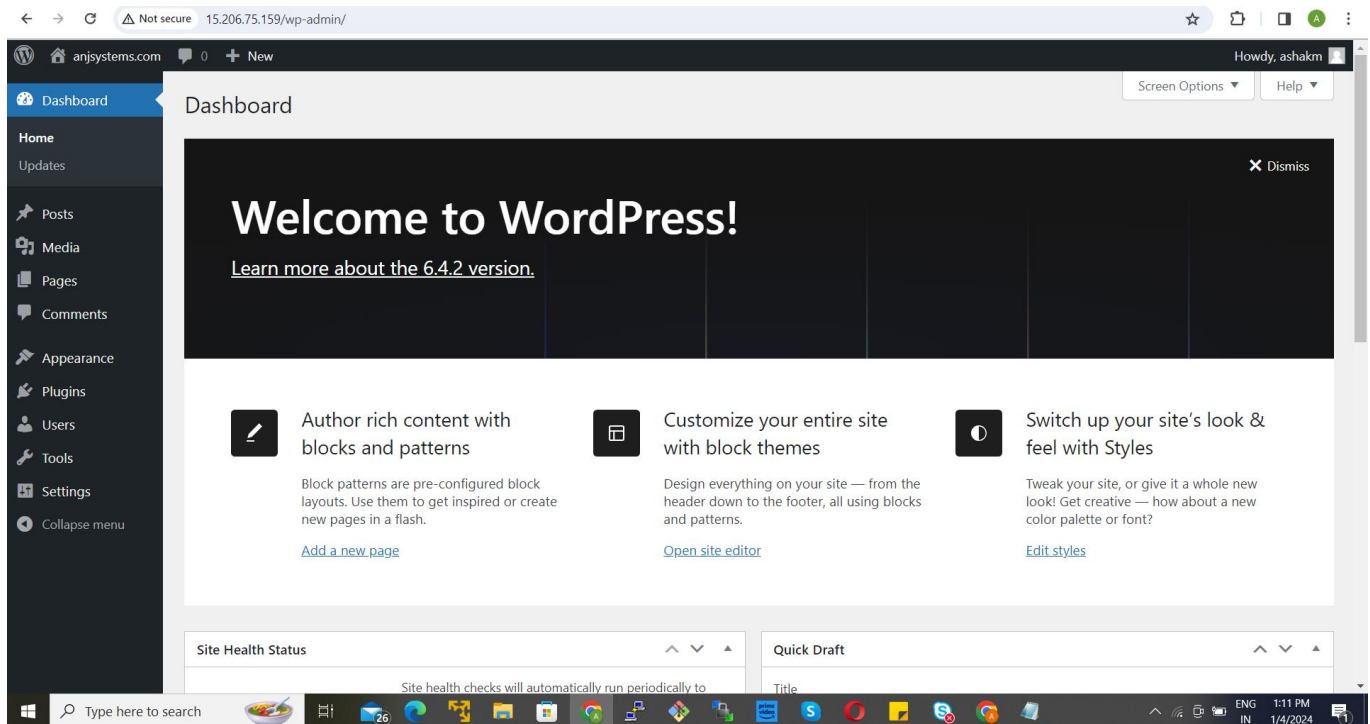 Not secure 15.206.75.159/wp-admin/
A
anjsystems.com 0 + New Howdy, ashakm
Dashboard
Home
Updates
Posts
Media
Pages
Comments
Appearance
Plugins
Users
Tools
Settings
Collapse menu
Screen Options ▼ Help ▼
Dashboard
Dismiss
Welcome to WordPress!
Learn more about the 6.4.2 version.
Author rich content with
blocks and patterns
Block patterns are pre-configured block
layouts. Use them to get inspired or create
new pages in a flash.
Add a new page
Customize your entire site
with block themes
Design everything on your site — from the
header down to the footer, all using blocks
and patterns.
Open site editor
Switch up your site’s look &
feel with Styles
Tweak your site, or give it a whole new
look! Get creative — how about a new
color palette or font?
Edit styles
Site Health Status
Site health checks will automatically run periodically to
Quick Draft
Title
Type here to search
26
prime
video
S
ENG
IN
1:11 PM
1/4/2024